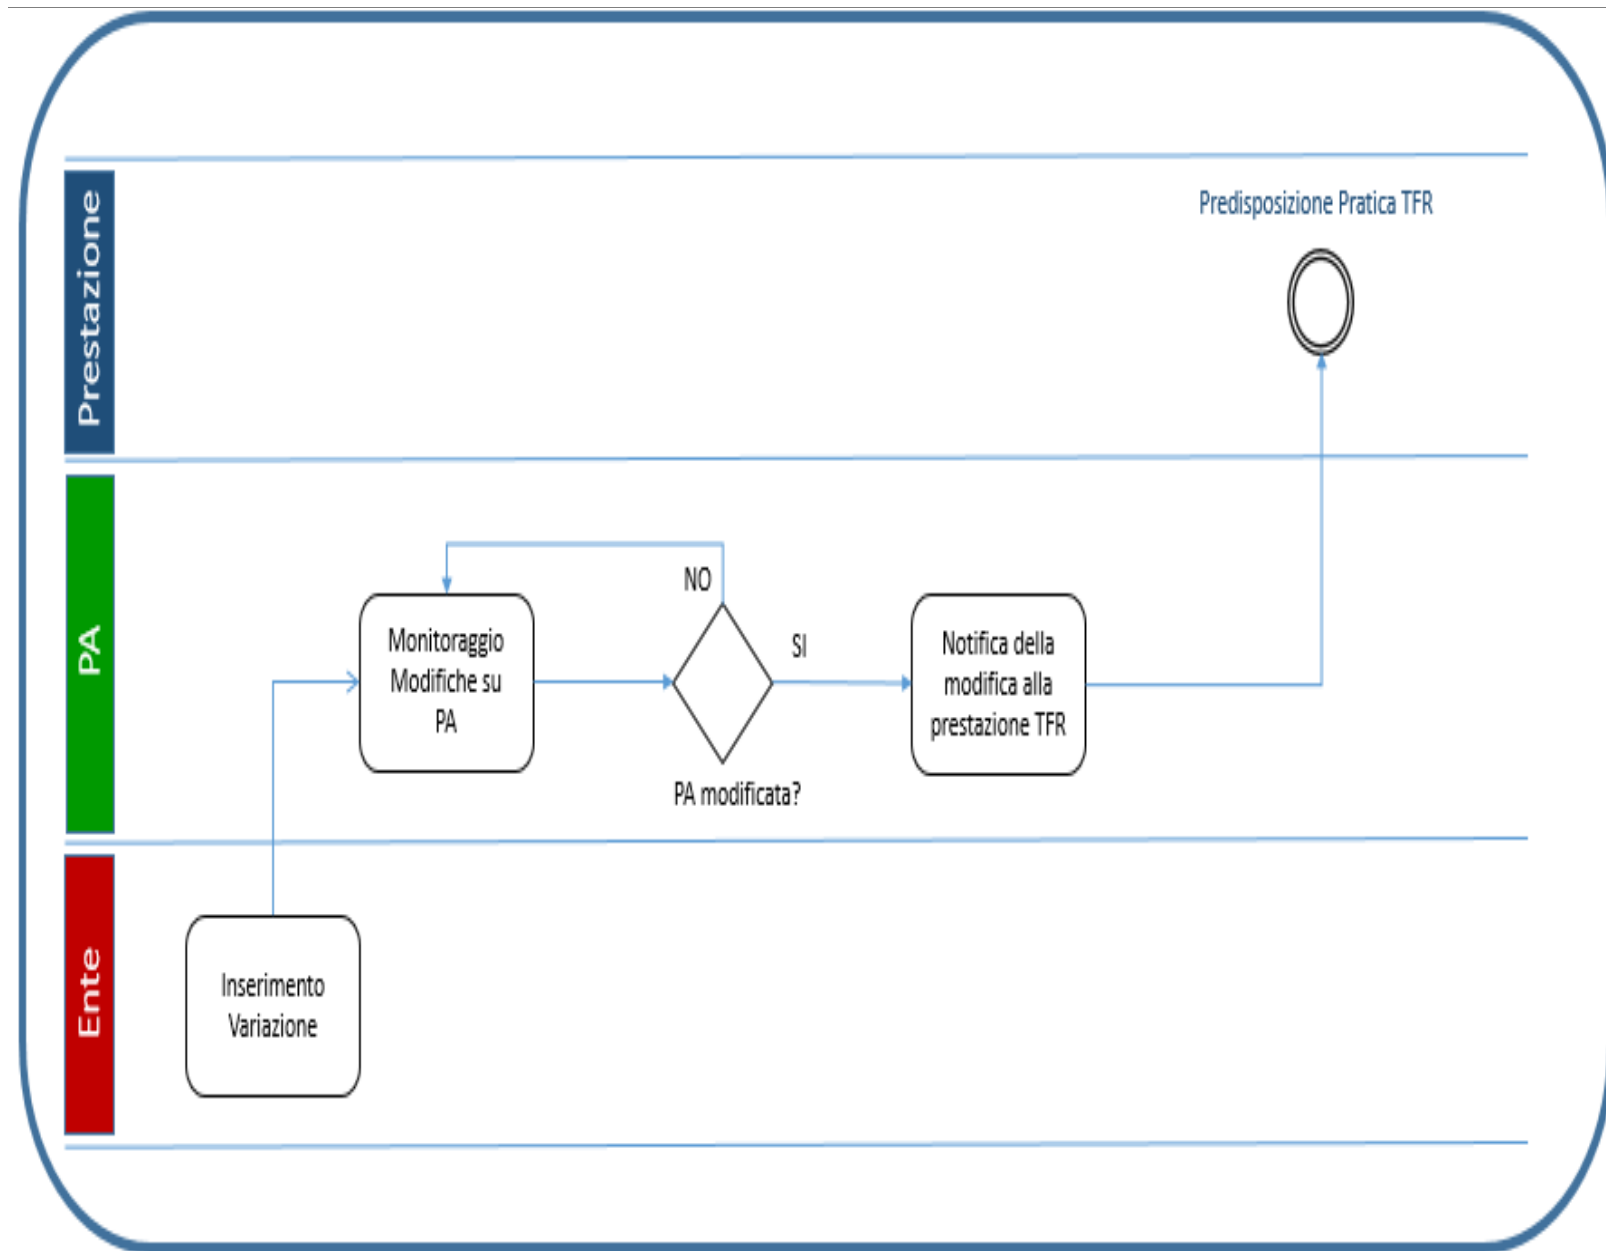 Prestazione
Predisposizione Pratica TFR
PA
NO
SI
Monitoraggio
Modifiche su
PA
PA modificata?
Notifica della
modifica alla
prestazione TFR
Ente
Inserimento
Variazione